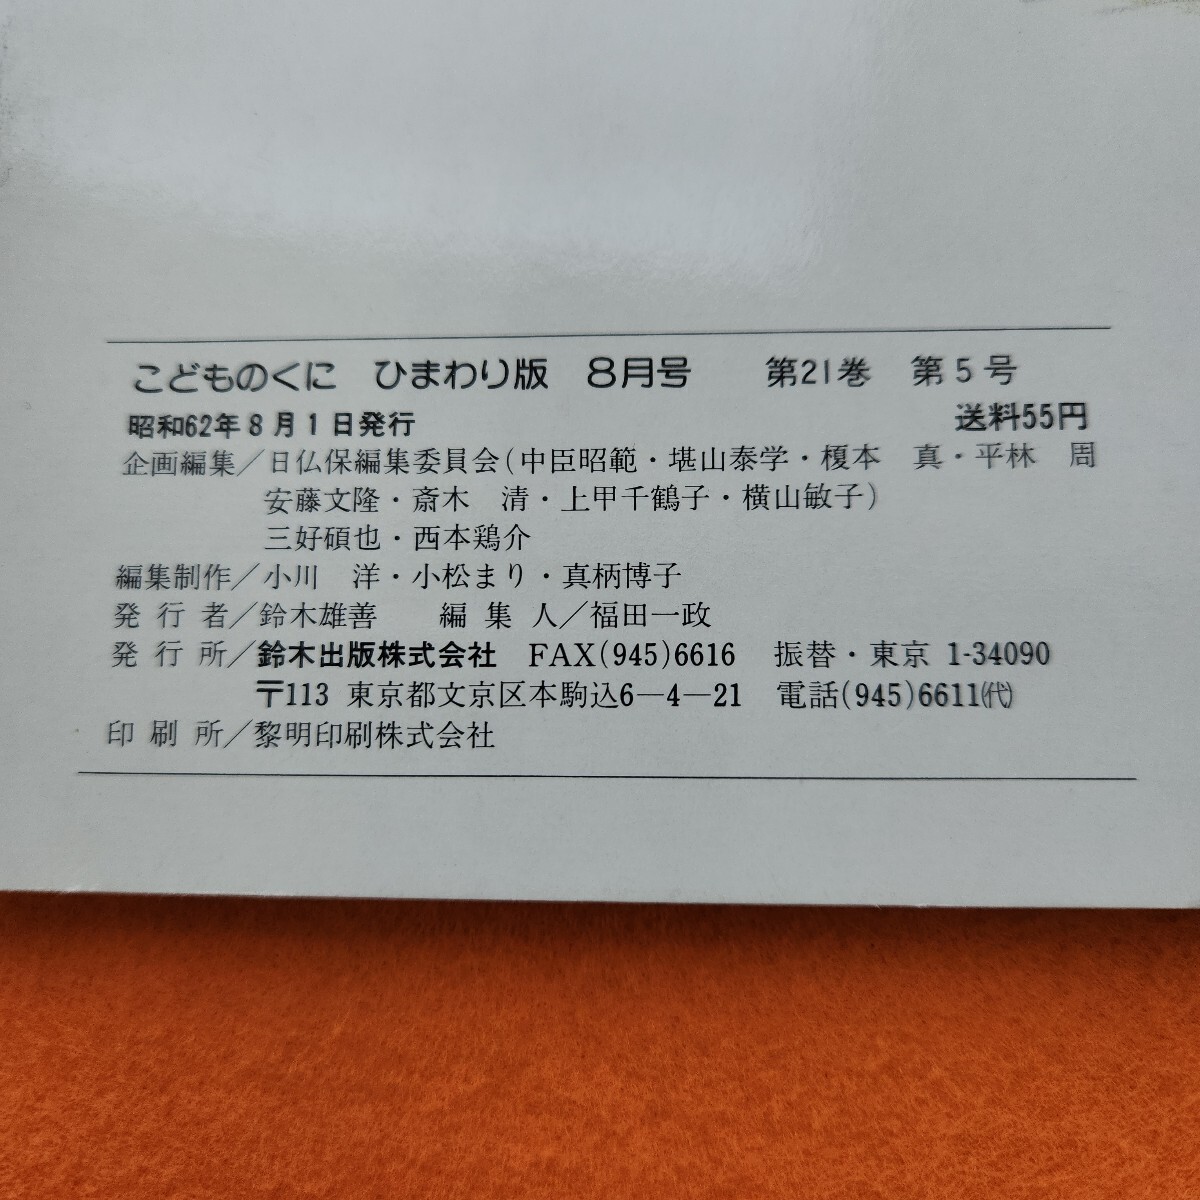 こどものくに ひまわり版 8月号 第21巻 第5号
昭和62年8月1日発行 送料55円
企画編集／日仏保編集委員会(中臣昭範・堪山泰学・榎本 真・平林 周
安藤文隆・斎木 清・上甲千鶴子・横山敏子)
三好碩也・西本鶏介
編集制作／小川 洋・小松まり・真柄博子
発行者／鈴木雄善 編集人／福田一政
発行所／鈴木出版株式会社 FAX(945)6616 振替・東京 1-34090
〒113 東京都文京区本駒込6—4—21 電話(945)6611㈹
印刷所／黎明印刷株式会社